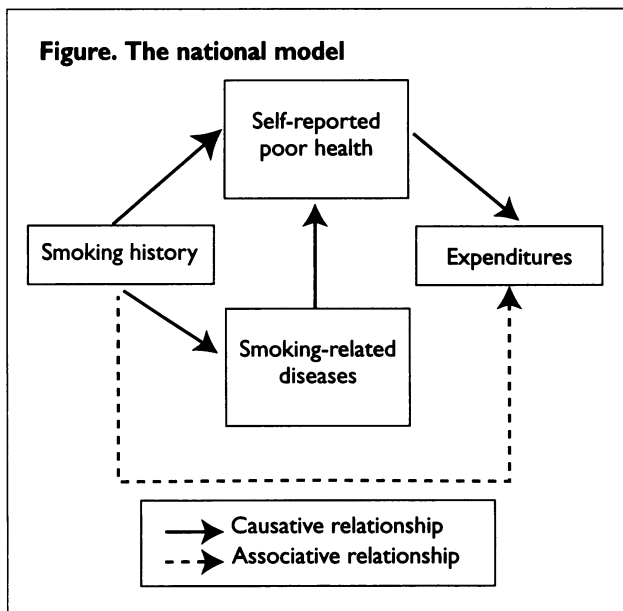 Figure. The national model
Self-reported
poor health
Smoking history
Expenditures
Smoking-related
diseases
Causative relationship
Associative relationship